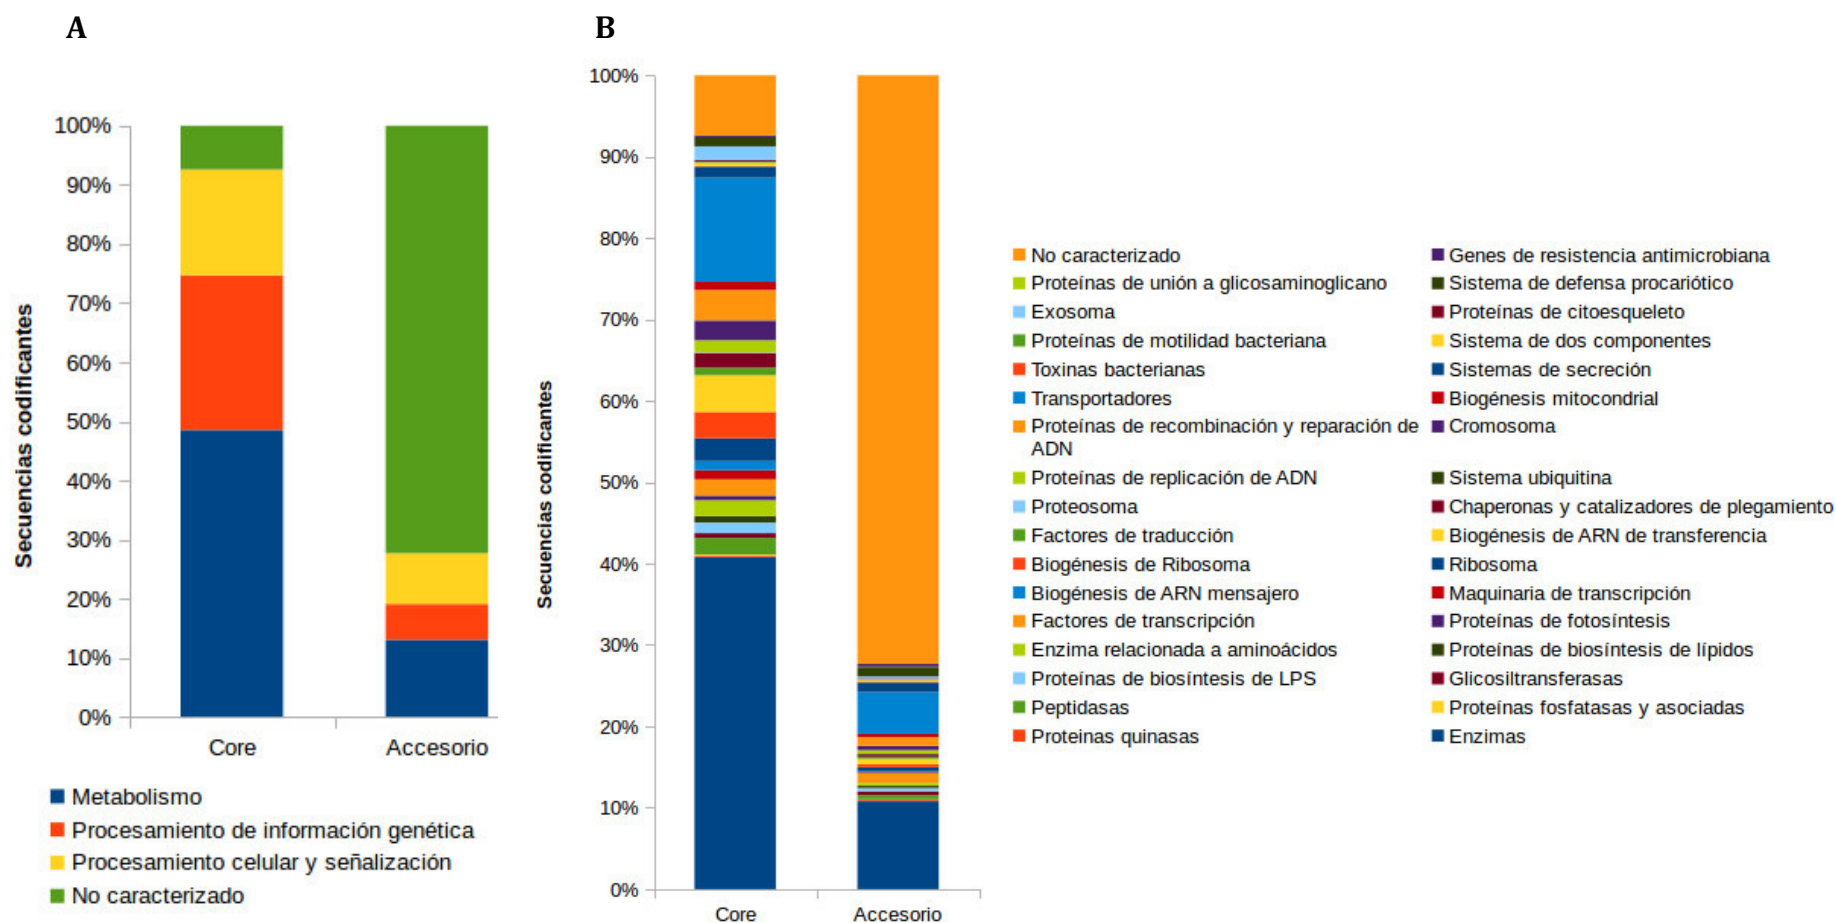 A
100%
90%
80%
70%
60%
50%
40%
30%
20%
10%
0%
Secuencias codificantes
Core
Accesorio
Metabolismo
Procesamiento de información genética
Procesamiento celular y señalización
No caracterizado
B
100%
90%
80%
70%
60%
50%
40%
30%
20%
10%
0%
Secuencias codificantes
Core
Accesorio
No caracterizado
Genes de resistencia antimicrobiana
Proteínas de unión a glicosaminoglicano
Sistema de defensa procariótico
Exosoma
Proteínas de citoesqueleto
Proteínas de motilidad bacteriana
Sistema de dos componentes
Toxinas bacterianas
Sistemas de secreción
Transportadores
Biogénesis mitocondrial
Proteínas de recombinación y reparación de
ADN
Cromosoma
Proteínas de replicación de ADN
Sistema ubiquitina
Proteosoma
Chaperonas y catalizadores de plegamiento
Factores de traducción
Biogénesis de ARN de transferencia
Biogénesis de Ribosoma
Ribosoma
Biogénesis de ARN mensajero
Maquinaria de transcripción
Factores de transcripción
Proteínas de fotosíntesis
Enzima relacionada a aminoácidos
Proteínas de biosíntesis de lípidos
Proteínas de biosíntesis de LPS
Glicosiltransferasas
Peptidasas
Proteínas fosfatasas y asociadas
Proteinas quinasas
Enzimas